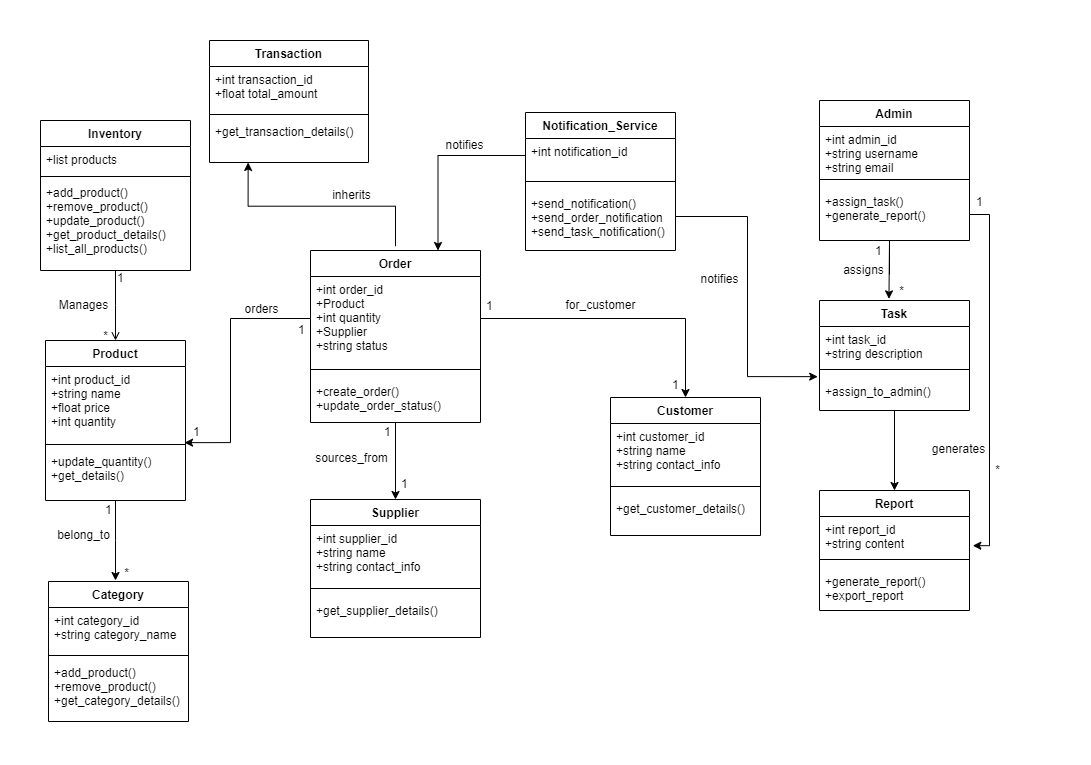 Transaction
+int transaction_id
+float total_amount
+get_transaction_details()
Inventory
+list products
+add_product()
+remove_product()
+update_product()
+get_product_details()
+list_all_products()
Notification_Service
+int notification_id
+send_notification()
+send_order_notification
+send_task_notification()
Admin
+int admin_id
+string username
+string email
+assign_task()
+generate_report()
notifies
inherits
1
1
assigns
*
1
Manages
*
Order
+int order_id
+Product
+int quantity
+Supplier
+string status
+create_order()
+update_order_status()
orders
1
1
1
for_customer
1
notifies
Task
+int task_id
+string description
+assign_to_admin()
Product
+int product_id
+string name
+float price
+int quantity
+update_quantity()
+get_details()
Customer
+int customer_id
+string name
+string contact_info
+get_customer_details()
1
sources_from
1
generates
*
1
belong_to
*
Supplier
+int supplier_id
+string name
+string contact_info
+get_supplier_details()
Report
+int report_id
+string content
+generate_report()
+export_report
Category
+int category_id
+string category_name
+add_product()
+remove_product()
+get_category_details()